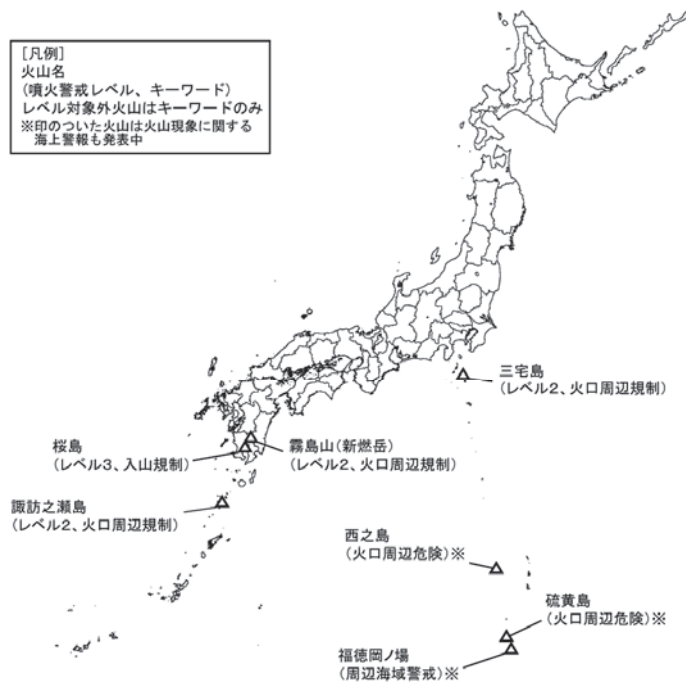 [凡例]
火山名
(噴火警戒レベル、キーワード)
レベル対象外火山はキーワードのみ
※印のついた火山は火山現象に関する
海上警報も発表中
三宅島
(レベル2、火口周辺規制)
桜島
(レベル3、入山規制)
霧島山(新燃岳)
(レベル2、火口周辺規制)
諏訪之瀬島
(レベル2、火口周辺規制)
西之島
(火口周辺危険)※
硫黄島
(火口周辺危険)※
福徳岡ノ場
(周辺海域警戒)※